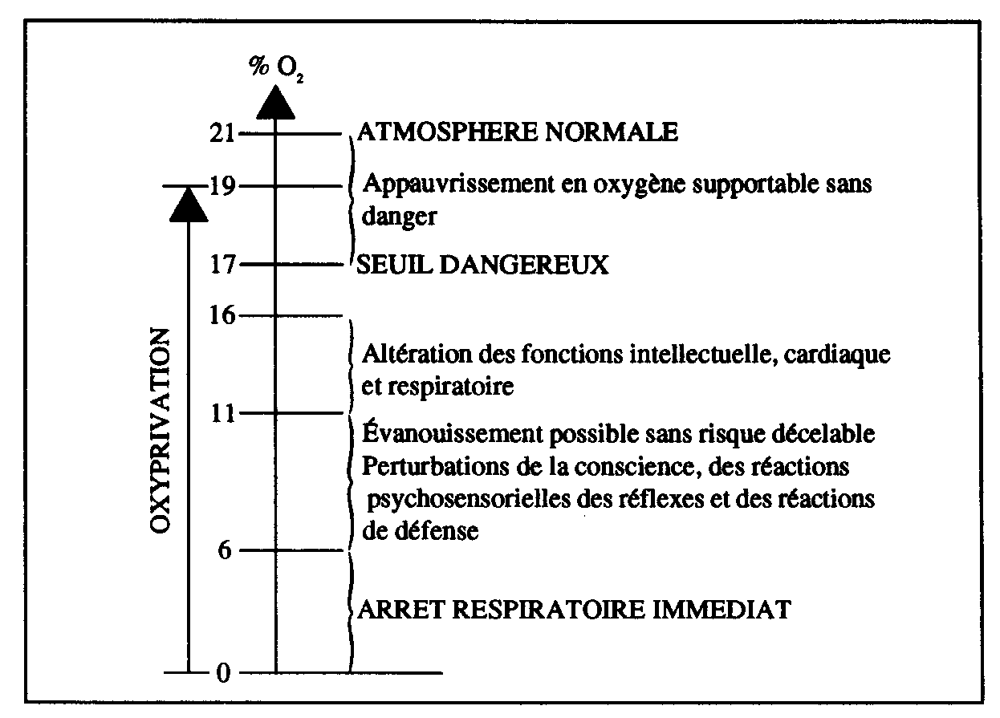 % O₂
21 ATMOSPHERE NORMALE
19 Appauvrissement en oxygène supportable sans
danger
17 SEUIL DANGEREUX
16
Altération des fonctions intellectuelle, cardiaque
et respiratoire
11
Évanouissement possible sans risque décelable
Perturbations de la conscience, des réactions
psychosensorielles des réflexes et des réactions
de défense
6
ARRET RESPIRATOIRE IMMEDIAT
0
OXYPRIVATION